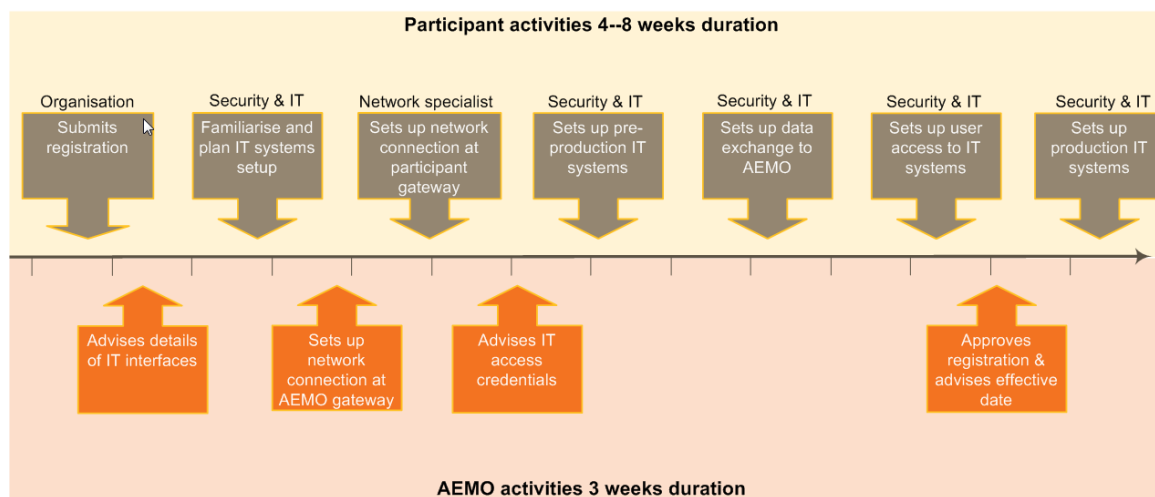 Participant activities 4--8 weeks duration
Organisation
Submits
registration
Security & IT
Familiarise and
plan IT systems
setup
Network specialist
Sets up network
connection at
participant
gateway
Security & IT
Sets up pre-
production IT
systems
Security & IT
Sets up data
exchange to
AEMO
Security & IT
Sets up user
access to IT
systems
Security & IT
Sets up
production IT
systems
Advises details
of IT interfaces
Sets up
network
connection at
AEMO gateway
Advises IT
access
credentials
Approves
registration &
advises effective
date
AEMO activities 3 weeks duration